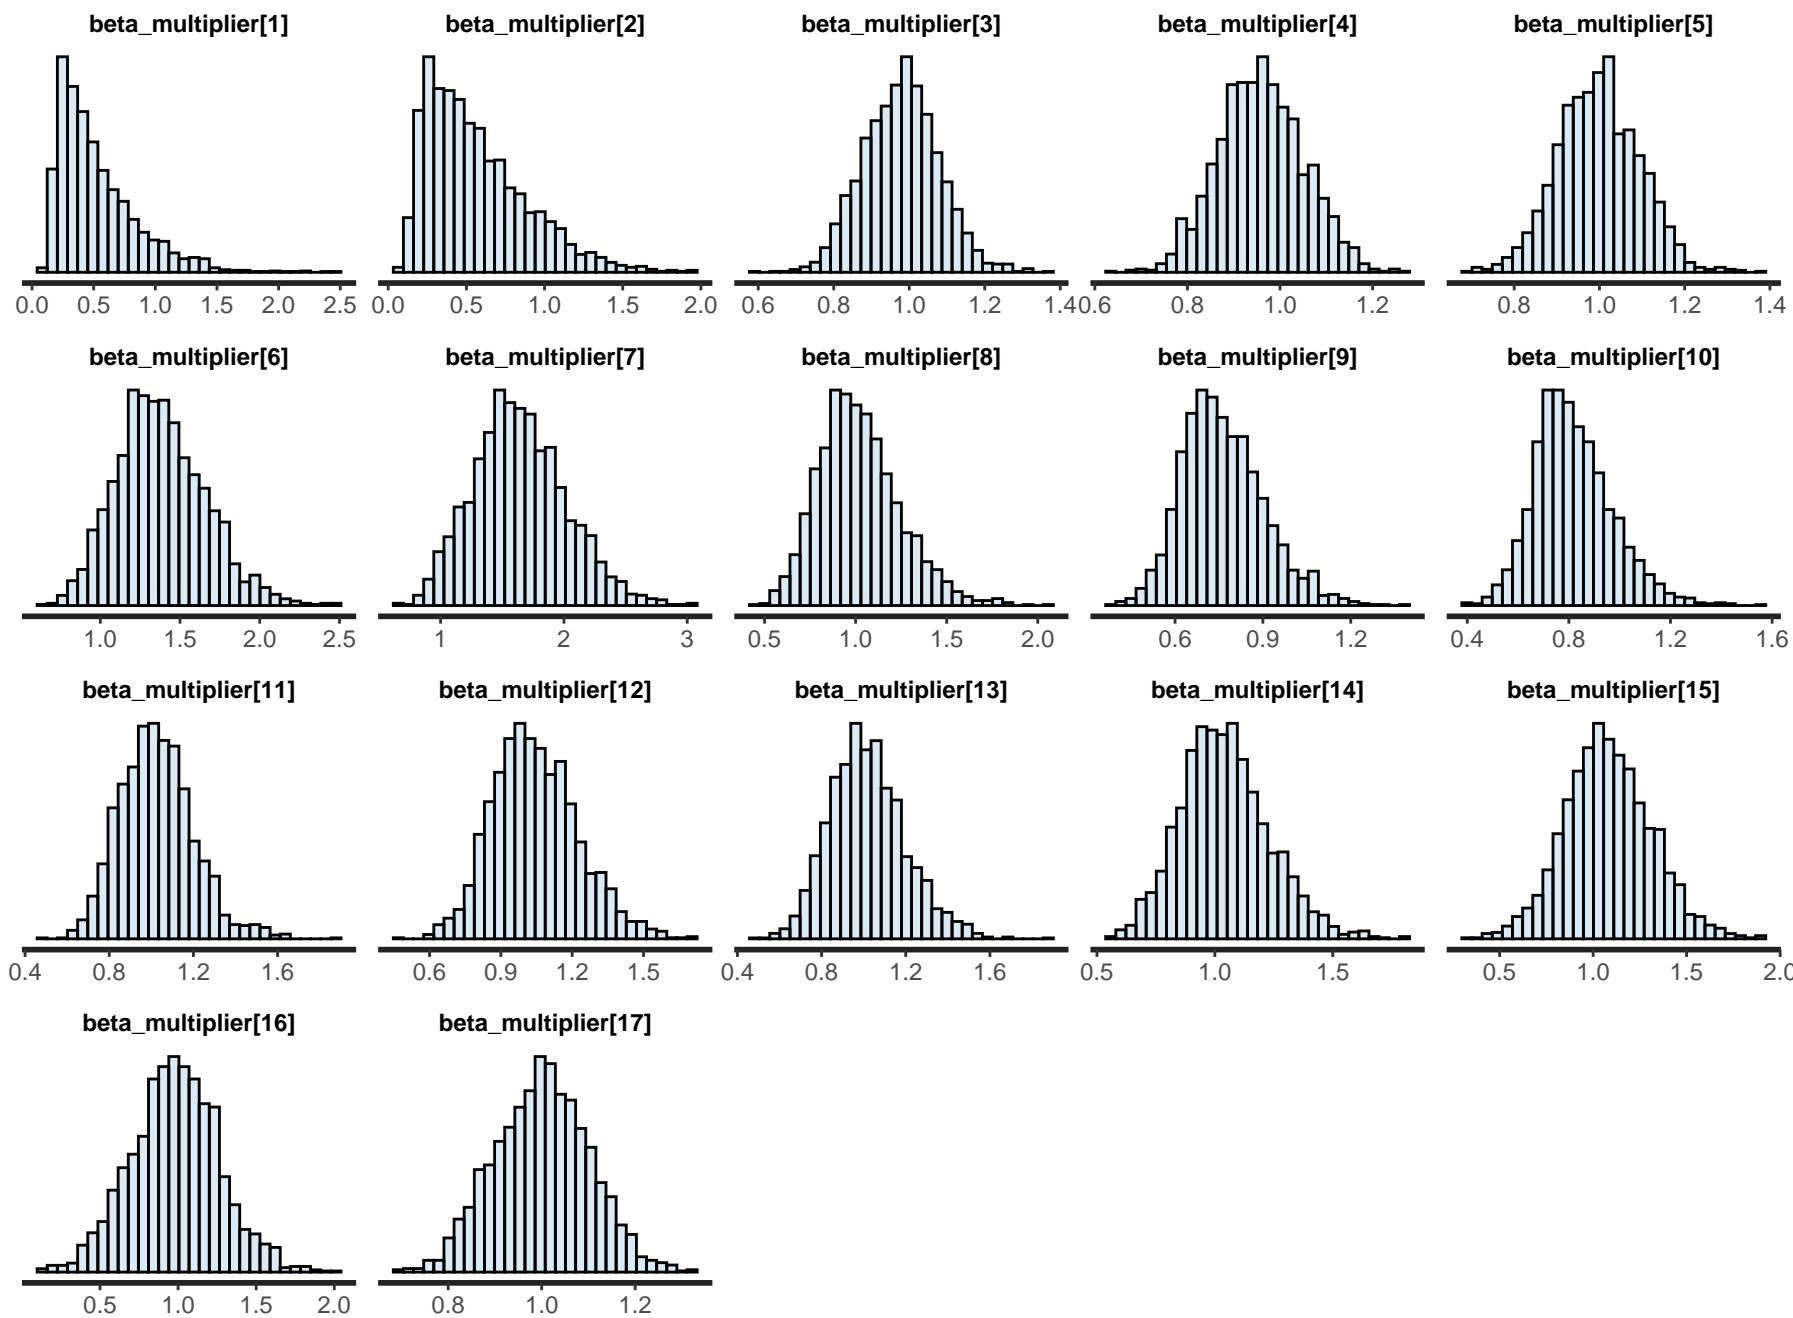 beta_multiplier[1] beta_multiplier[2] beta_multiplier[3] beta_multiplier[4] beta_multiplier[5]
0.0 0.5 1.0 1.5 2.0 2.5 0.0 0.5 1.0 1.5 2.0 0.6 0.8 1.0 1.2 1.4 0.6 0.8 1.0 1.2 0.8 1.0 1.2 1.4
beta_multiplier[6] beta_multiplier[7] beta_multiplier[8] beta_multiplier[9] beta_multiplier[10]
1.0 1.5 2.0 2.5 1 2 3 0.5 1.0 1.5 2.0 0.6 0.9 1.2 0.4 0.8 1.2 1.6
beta_multiplier[11] beta_multiplier[12] beta_multiplier[13] beta_multiplier[14] beta_multiplier[15]
0.4 0.8 1.2 1.6 0.6 0.9 1.2 1.5 0.4 0.8 1.2 1.6 0.5 1.0 1.5 0.5 1.0 1.5 2.0
beta_multiplier[16] beta_multiplier[17]
0.5 1.0 1.5 2.0 0.8 1.0 1.2